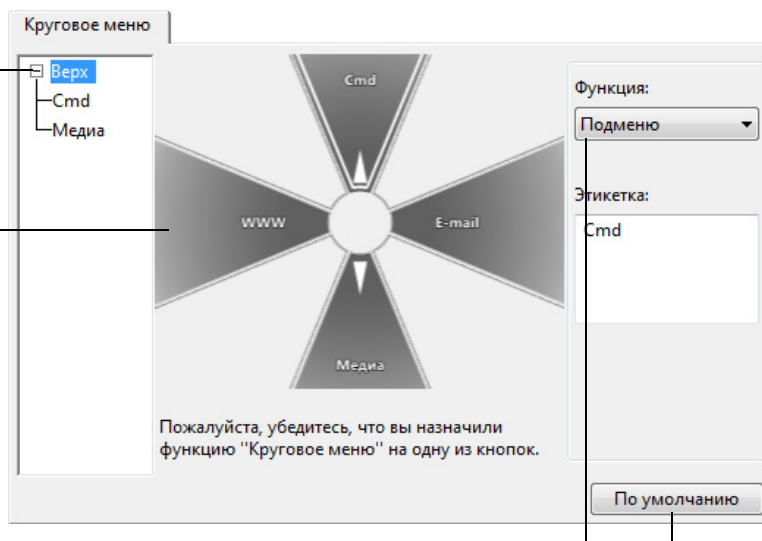 Круговое меню
Верх
Cmd
Медиа
Cmd
WWW
E-mail
Медиа
Пожалуйста, убедитесь, что вы назначили
функцию "Круговое меню" на одну из кнопок.
Функция:
Подменю
Этикетка:
Cmd
По умолчанию